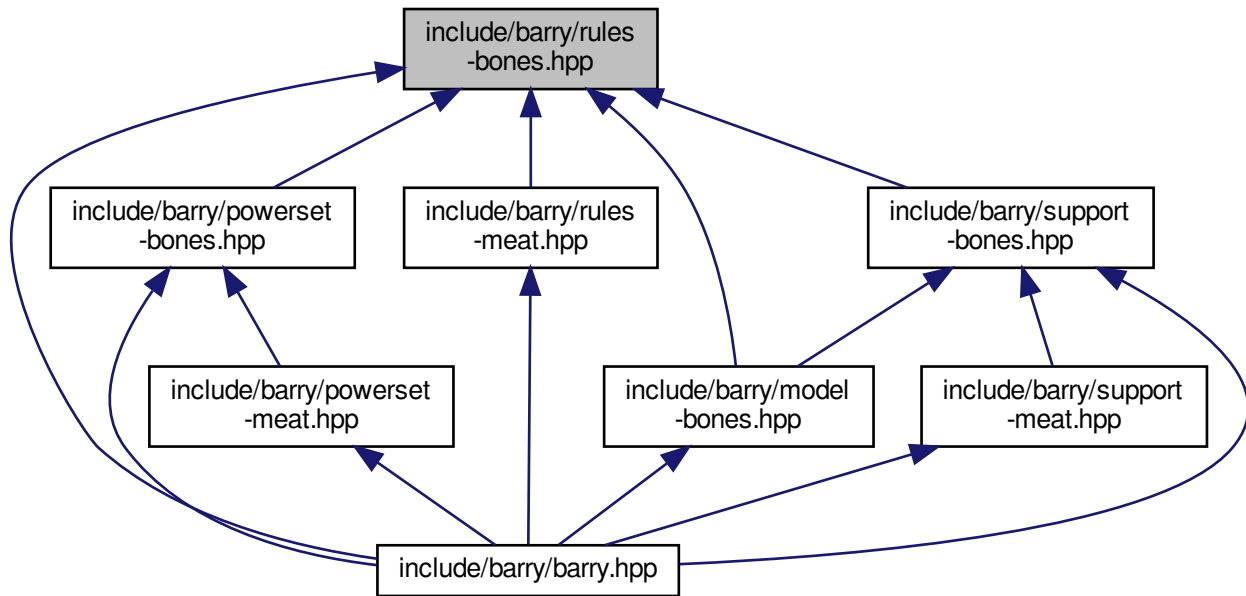 include/barry/rules
-bones.hpp
include/barry/powerset
-bones.hpp
include/barry/rules
-meat.hpp
include/barry/support
-bones.hpp
include/barry/powerset
-meat.hpp
include/barry/model
-bones.hpp
include/barry/support
-meat.hpp
include/barry/barry.hpp